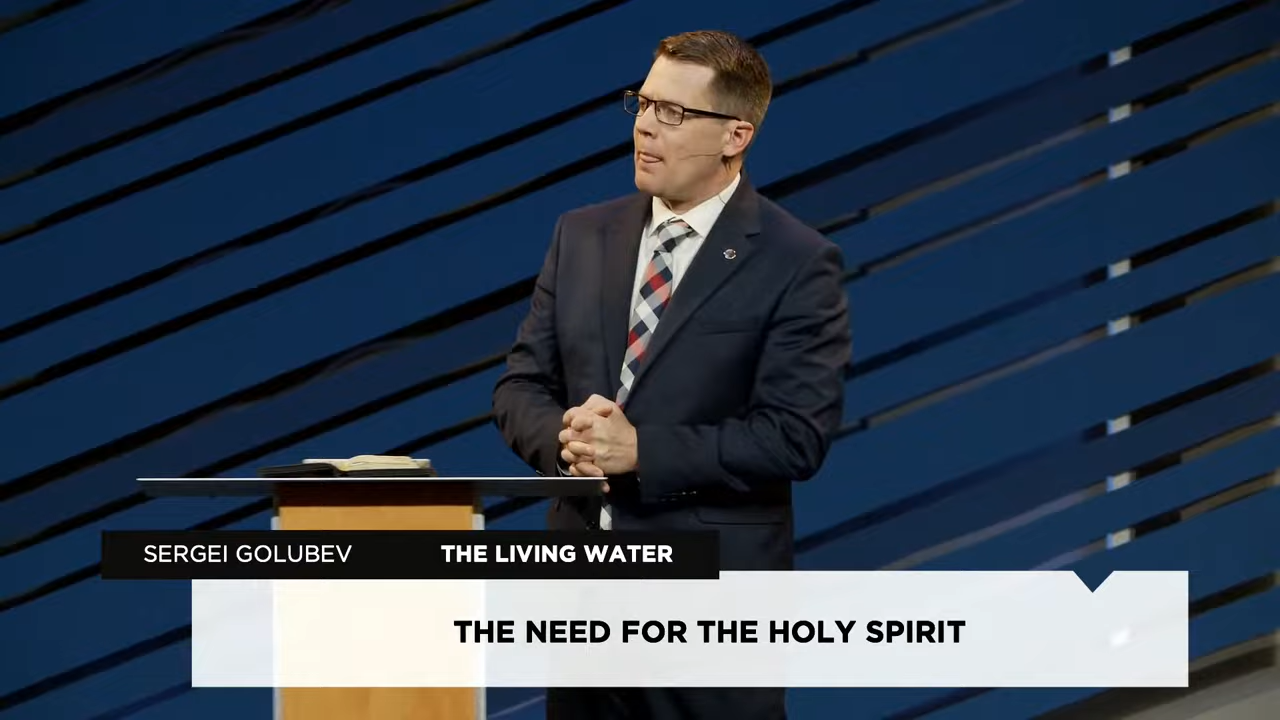 SERGEI GOLUBEV THE LIVING WATER
THE NEED FOR THE HOLY SPIRIT